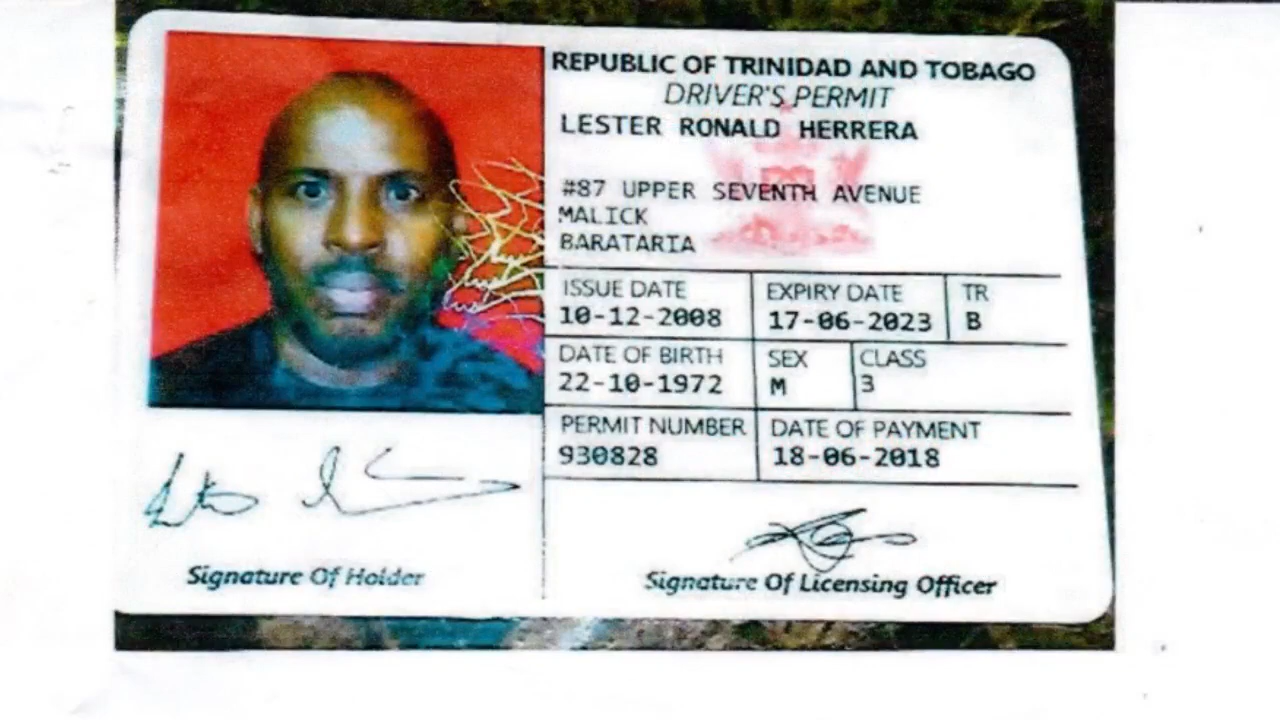 REPUBLIC OF TRINIDAD AND TOBAGO
DRIVER'S PERMIT
LESTER RONALD HERRERA
#87 UPPER SEVENTH AVENUE
MALICK
BARATARIA
ISSUE DATE EXPIRY DATE TR
10-12-2008 17-06-2023 B
DATE OF BIRTH SEX CLASS
22-10-1972 M 3
PERMIT NUMBER DATE OF PAYMENT
930828 18-06-2018
Signature Of Holder
Signature Of Licensing Officer